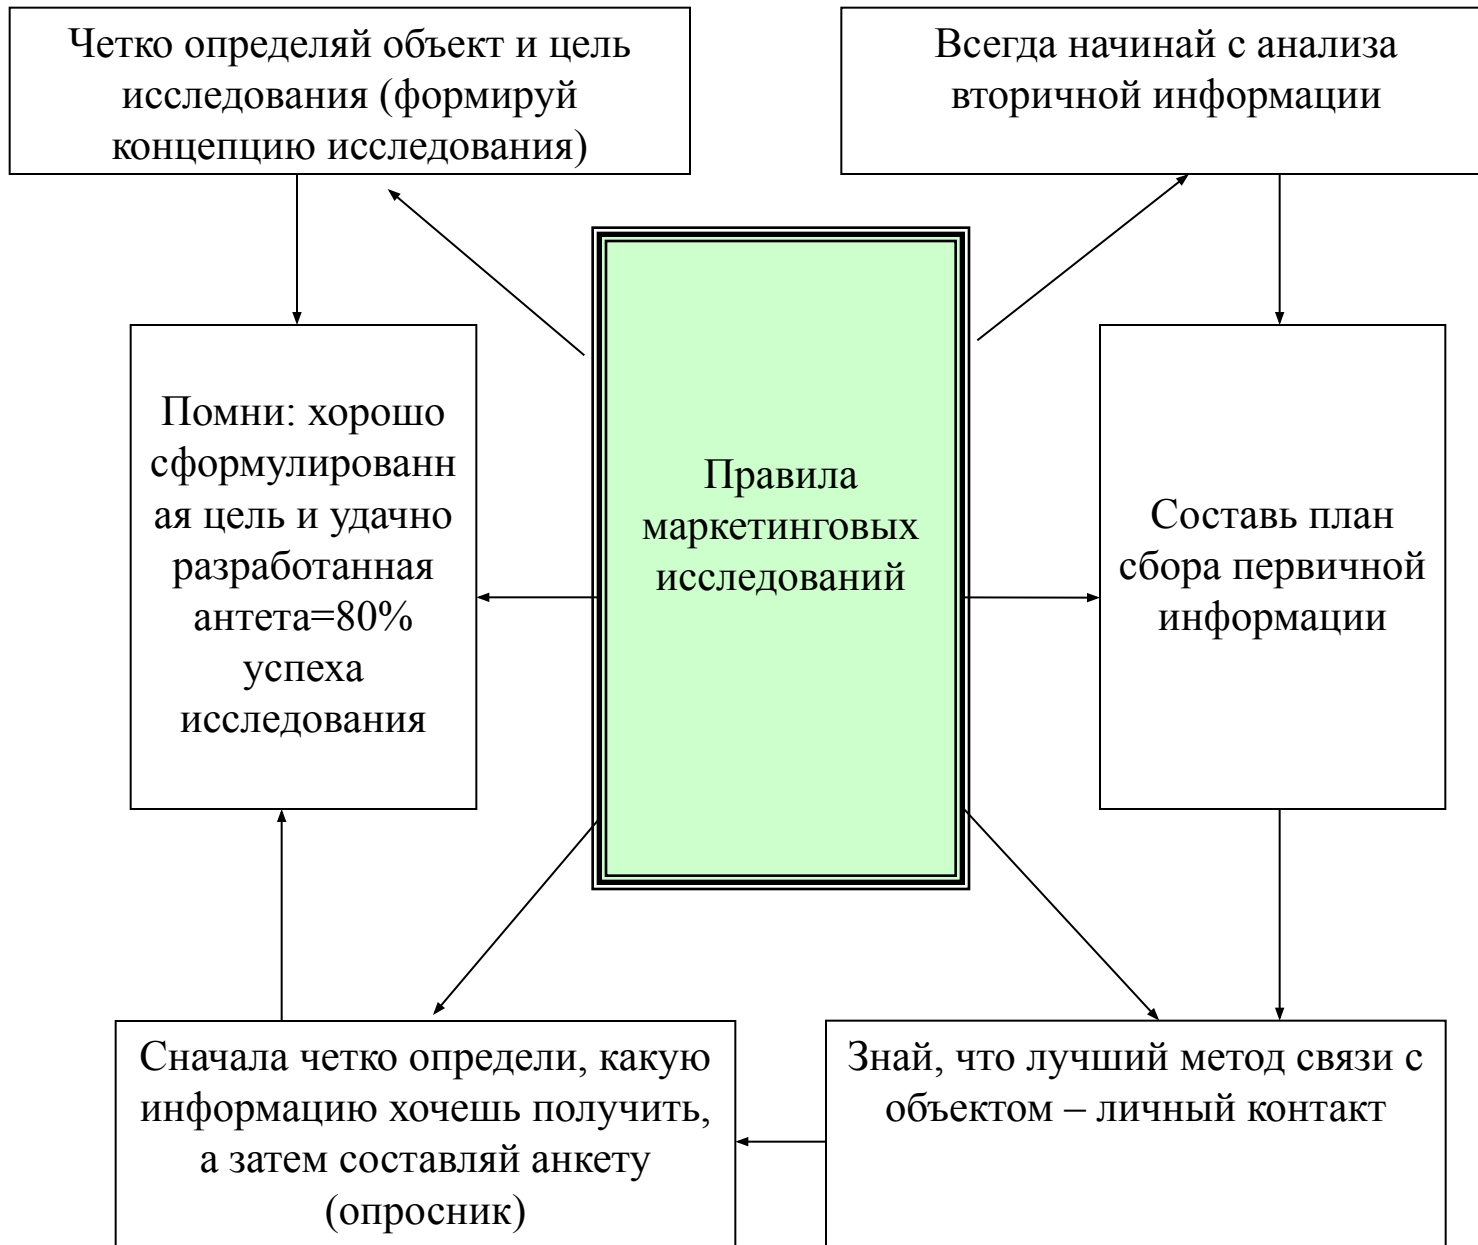 Четко определяй объект и цель
исследования (формируй
концепцию исследования)
Всегда начинай с анализа
вторичной информации
Помни: хорошо
сформулированн
ая цель и удачно
разработанная
антета=80%
успеха
исследования
Правила
маркетинговых
исследований
Составь план
сбора первичной
информации
Сначала четко определи, какую
информацию хочешь получить,
а затем составляй анкету
(опросник)
Знай, что лучший метод связи с
объектом – личный контакт